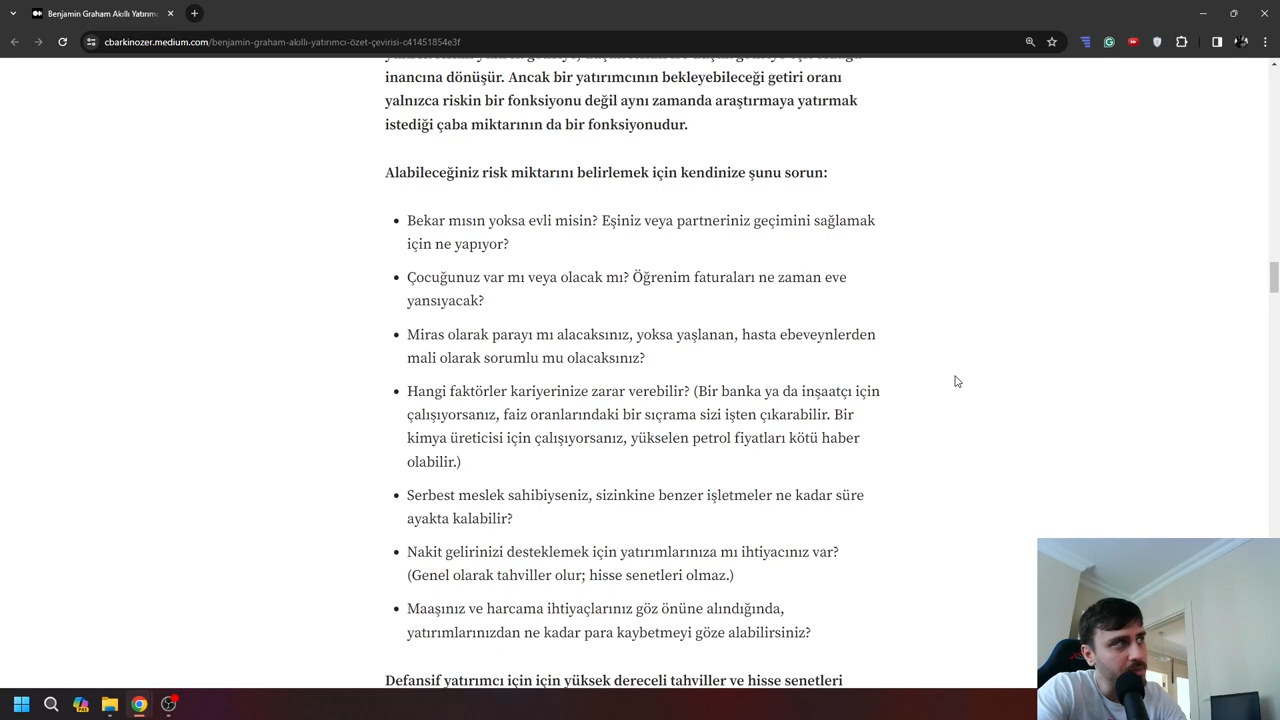 Benjamin Graham Akıllı Yatırımc
cbarkinozer.medium.com/benjamin-graham-akıllı-yatırımcı-özet-çevirisi-c41451854e3f
inancına dönüşür. Ancak bir yatırımcının bekleyebileceği getiri oranı
yalnızca riskin bir fonksiyonu değil aynı zamanda araştırmaya yatırmak
istediği çaba miktarının da bir fonksiyonudur.
Alabileceğiniz risk miktarını belirlemek için kendinize şunu sorun:
• Bekar mısın yoksa evli misin? Eşiniz veya partneriniz geçimini sağlamak
için ne yapıyor?
• Çocuğunuz var mı veya olacak mı? Öğrenim faturaları ne zaman eve
yansıyacak?
• Miras olarak parayı mı alacaksınız, yoksa yaşlanan, hasta ebeveynlerden
mali olarak sorumlu mu olacaksınız?
• Hangi faktörler kariyerinize zarar verebilir? (Bir banka ya da inşaatçı için
çalışıyorsanız, faiz oranlarındaki bir sıçrama sizi işten çıkarabilir. Bir
kimya üreticisi için çalışıyorsanız, yükselen petrol fiyatları kötü haber
olabilir.)
• Serbest meslek sahibiyseniz, sizinkine benzer işletmeler ne kadar süre
ayakta kalabilir?
• Nakit gelirinizi desteklemek için yatırımlarınıza mı ihtiyacınız var?
(Genel olarak tahviller olur; hisse senetleri olmaz.)
• Maaşınız ve harcama ihtiyaçlarınız göz önüne alındığında,
yatırımlarınızdan ne kadar para kaybetmeyi göze alabilirsiniz?
Defansif yatırımcı için için yüksek dereceli tahviller ve hisse senetleri